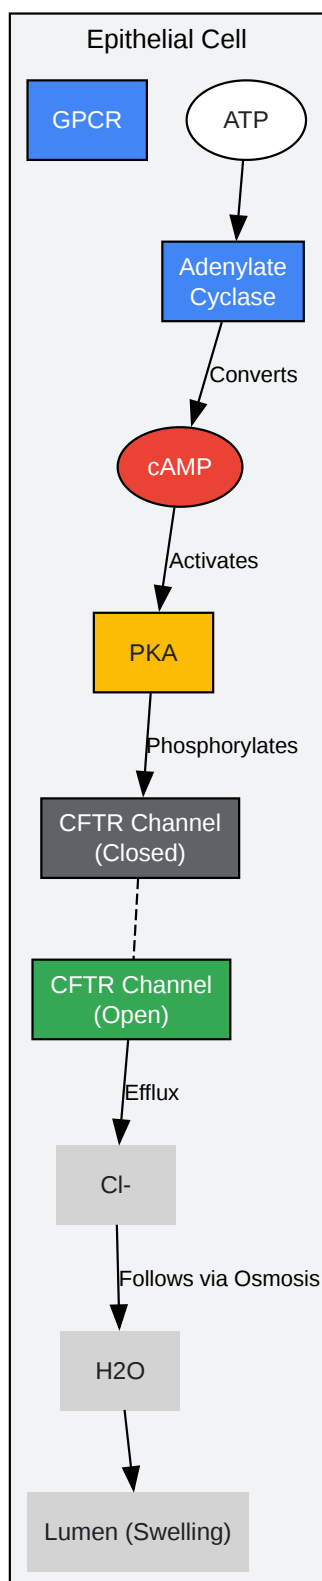 Epithelial Cell
GPCR
ATP
Adenylate
Cyclase
Converts
cAMP
Activates
PKA
Phosphorylates
CFTR Channel
(Closed)
CFTR Channel
(Open)
Efflux
Cl-
Follows via Osmosis
H2O
Lumen (Swelling)